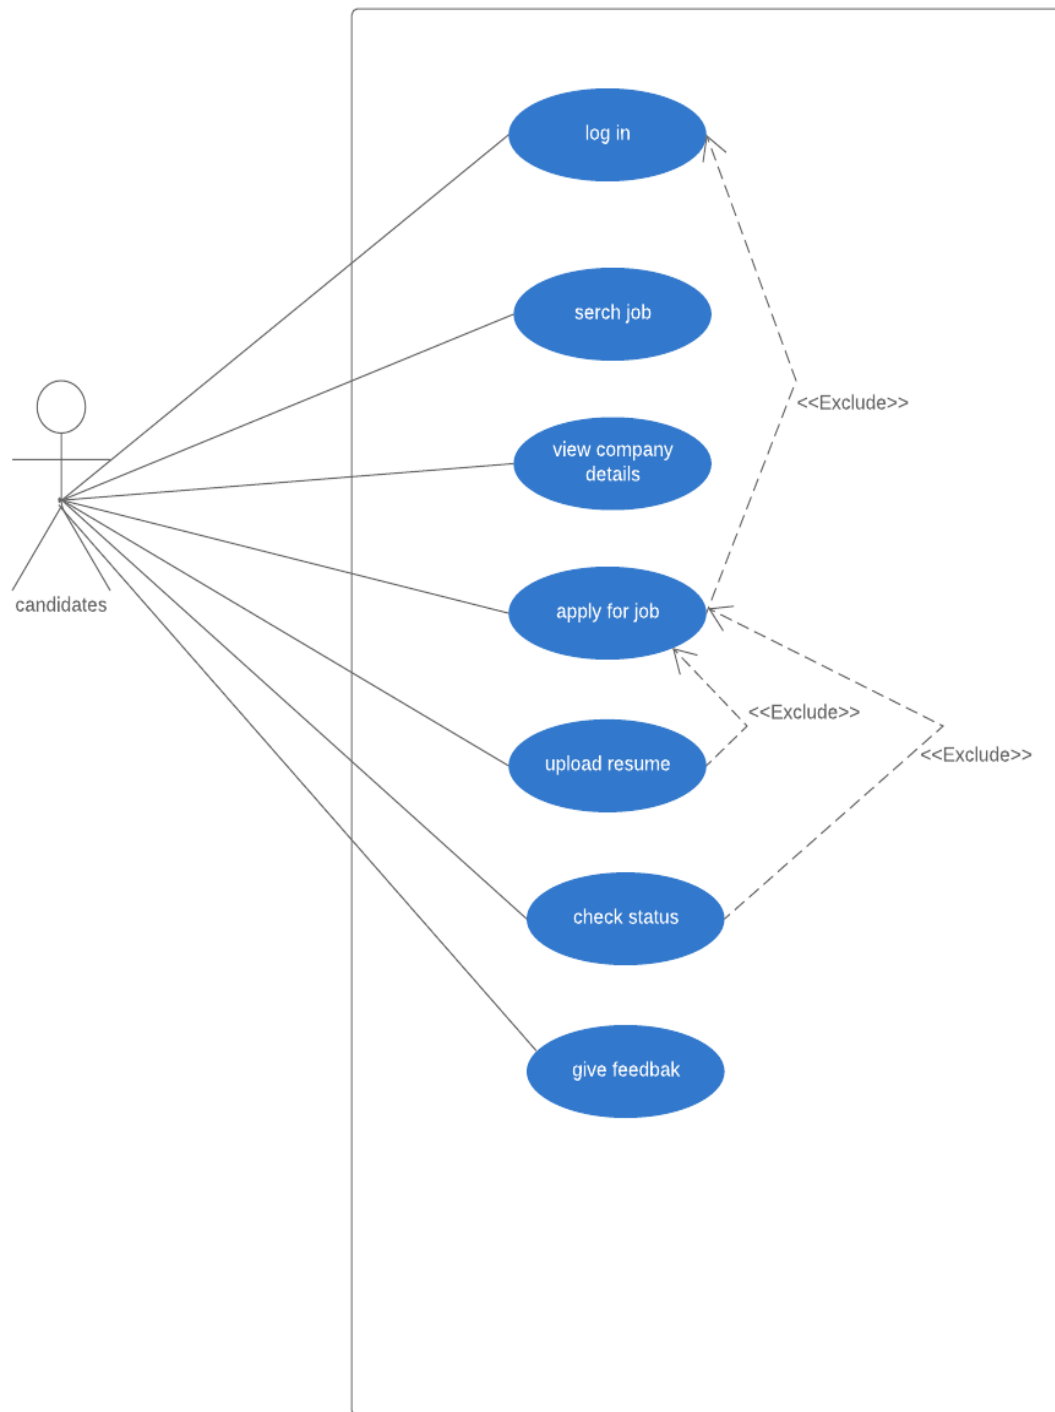 log in
serch job
<<Exclude>>
view company
details
candidates
apply for job
<<Exclude>>
<<Exclude>>
upload resume
check status
give feedbak